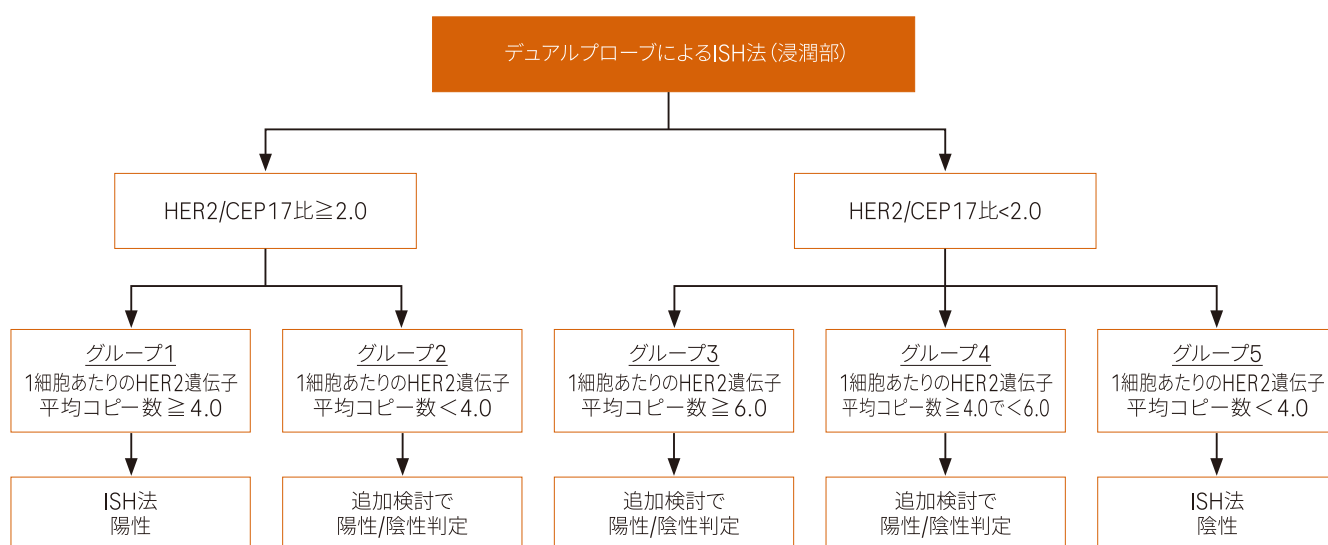 デュアルプローブによるISH法（浸潤部）
HER2/CEP17比≧2.0
HER2/CEP17比<2.0
グループ1
1細胞あたりのHER2遺伝子
平均コピー数≧4.0
グループ2
1細胞あたりのHER2遺伝子
平均コピー数<4.0
グループ3
1細胞あたりのHER2遺伝子
平均コピー数≧6.0
グループ4
1細胞あたりのHER2遺伝子
平均コピー数≧4.0で<6.0
グループ5
1細胞あたりのHER2遺伝子
平均コピー数<4.0
ISH法
陽性
追加検討で
陽性/陰性判定
追加検討で
陽性/陰性判定
追加検討で
陽性/陰性判定
ISH法
陰性